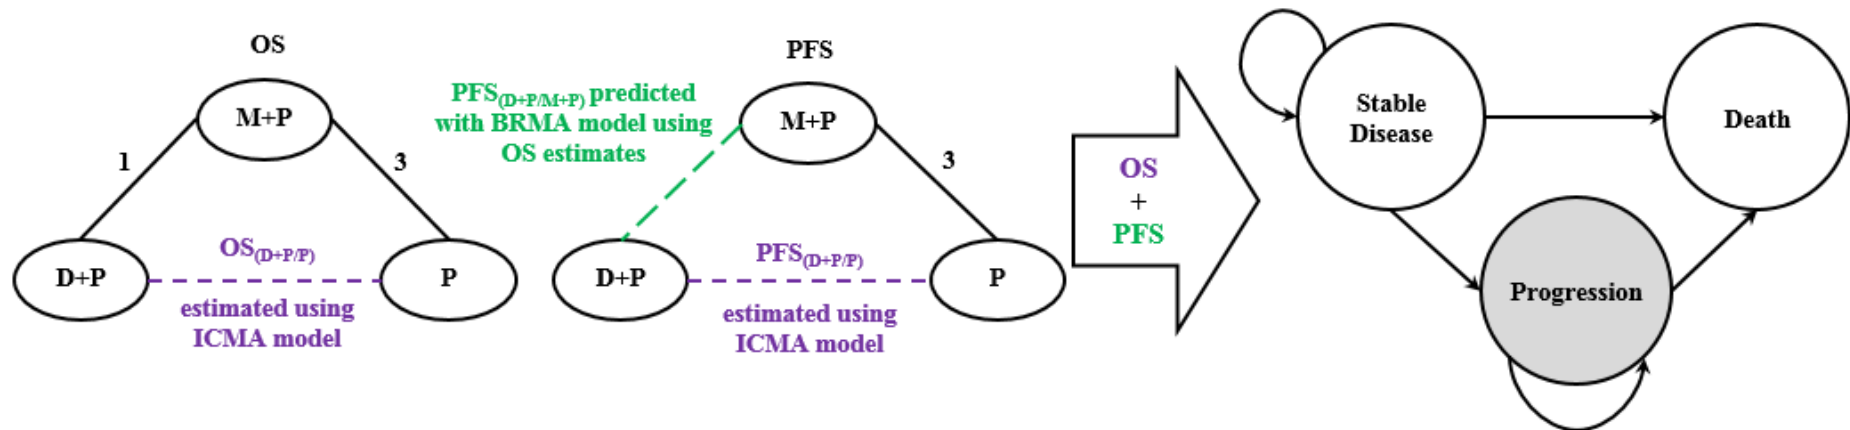 OS
M+P
1
3
OS(D+P/P)
D+P
P
estimated using
ICMA model
PFS
PFS(D+P/M+P) predicted
with BRMA model using
OS estimates
M+P
3
PFS(D+P/P)
D+P
P
estimated using
ICMA model
OS
+
PFS
Stable
Disease
Death
Progression